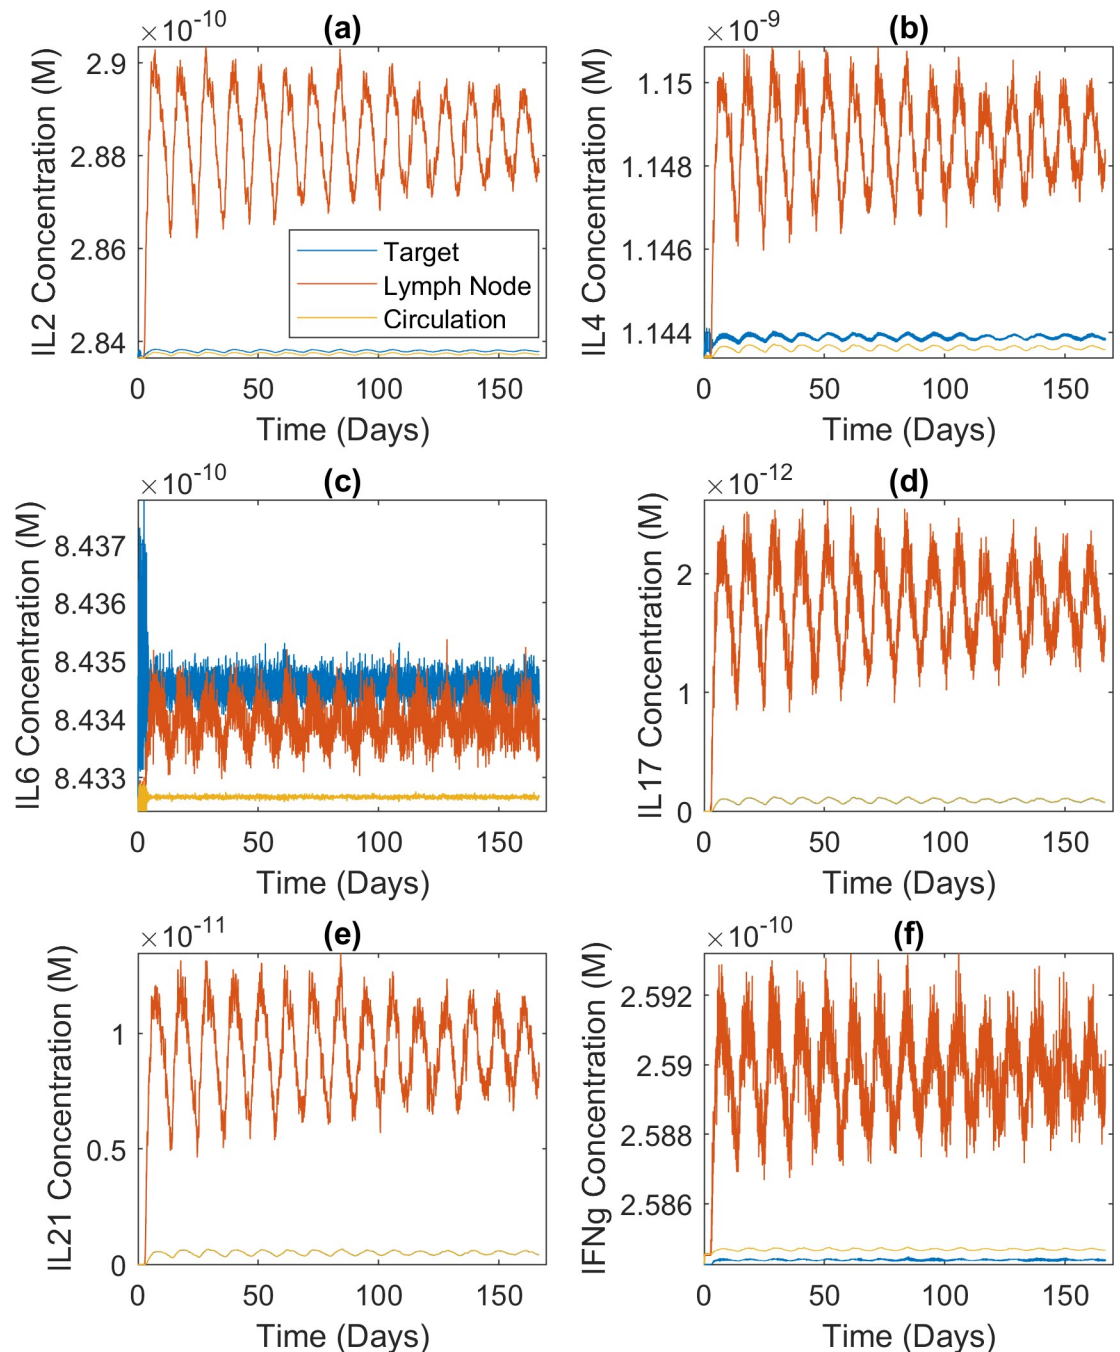 ×10⁻¹⁰
(a)
IL2 Concentration (M)
2.9
2.88
2.86
2.84
Target
Lymph Node
Circulation
0 50 100 150
Time (Days)
×10⁻⁹
(b)
IL4 Concentration (M)
1.15
1.148
1.146
1.144
0 50 100 150
Time (Days)
×10⁻¹⁰
(c)
IL6 Concentration (M)
8.437
8.436
8.435
8.434
8.433
0 50 100 150
Time (Days)
×10⁻¹²
(d)
IL17 Concentration (M)
2
1
0
0 50 100 150
Time (Days)
×10⁻¹¹
(e)
IL21 Concentration (M)
1
0.5
0
0 50 100 150
Time (Days)
×10⁻¹⁰
(f)
IFNg Concentration (M)
2.592
2.59
2.588
2.586
0 50 100 150
Time (Days)